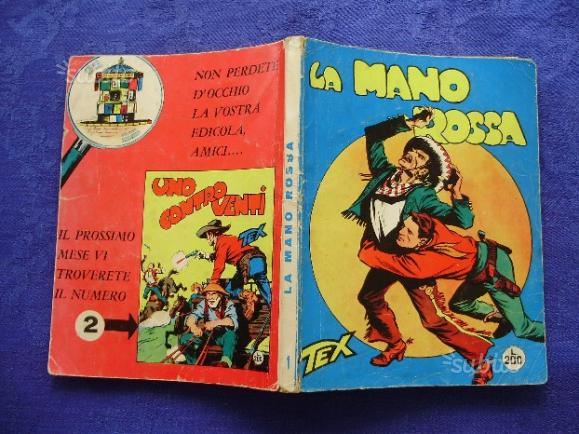 NON PERDETE
D'OCCHIO
LA VOSTRA
EDICOLA,
AMICI....
UNO
CONTRO
VENTI
TEX
IL PROSSIMO
MESE VI
TROVERETE
IL NUMERO
2
LA MANO ROSSA
1
LA MANO
ROSSA
TEX
L.
200
subito